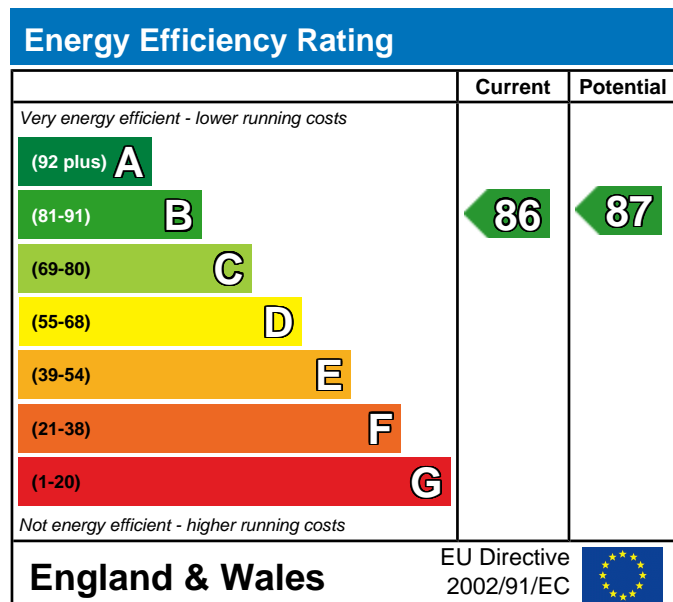 Energy Efficiency Rating
Current Potential
Very energy efficient - lower running costs
(92 plus) A
(81-91) B 86 87
(69-80) C
(55-68) D
(39-54) E
(21-38) F
(1-20) G
Not energy efficient - higher running costs
England & Wales
EU Directive
2002/91/EC